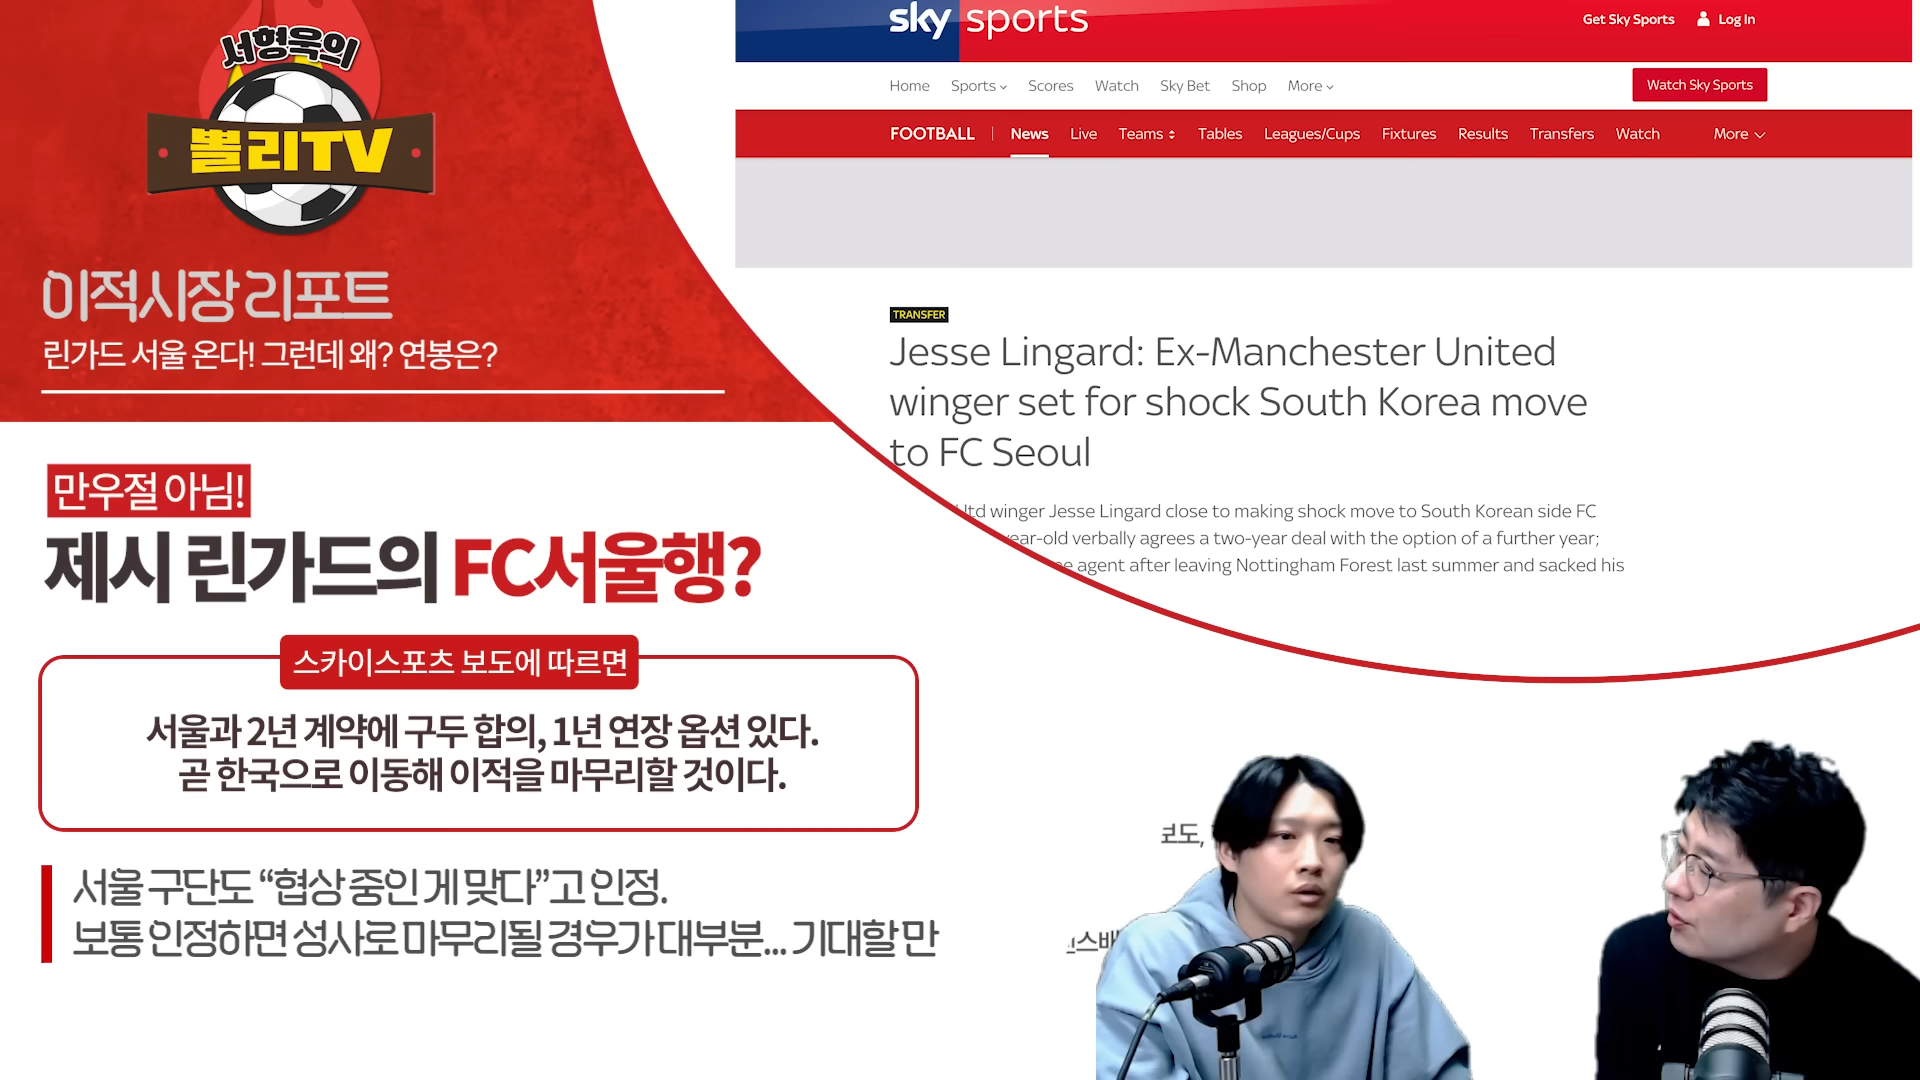 서형욱의
뽈리TV
이적시장 리포트
린가드 서울 온다! 그런데 왜? 연봉은?
만우절 아님!
제시 린가드의 FC서울행?
스카이스포츠 보도에 따르면
서울과 2년 계약에 구두 합의, 1년 연장 옵션 있다.
곧 한국으로 이동해 이적을 마무리할 것이다.
서울 구단도 “협상 중인 게 맞다”고 인정.
보통 인정하면 성사로 마무리될 경우가 대부분... 기대할 만
sky sports
Get Sky Sports Log In
Home Sports Scores Watch Sky Bet Shop More
Watch Sky Sports
FOOTBALL News Live Teams Tables Leagues/Cups Fixtures Results Transfers Watch More
TRANSFER
Jesse Lingard: Ex-Manchester United
winger set for shock South Korea move
to FC Seoul
winger Jesse Lingard close to making shock move to South Korean side FC
verbally agrees a two-year deal with the option of a further year;
agent after leaving Nottingham Forest last summer and sacked his